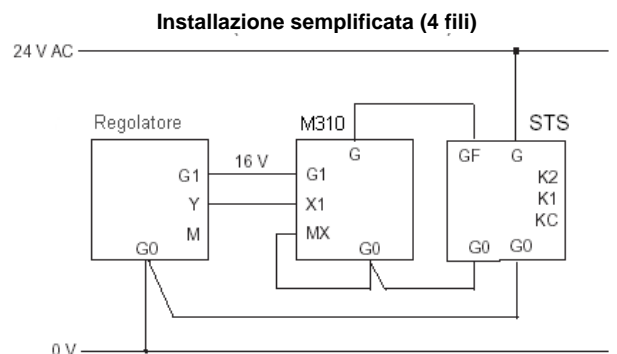 Installazione semplificata (4 fili)
24 V AC
Regolatore
M310
STS
G
GF
G
16 V
G1
G1
K2
Y
X1
K1
M
MX
KC
G0
G0
G0
G0
0 V